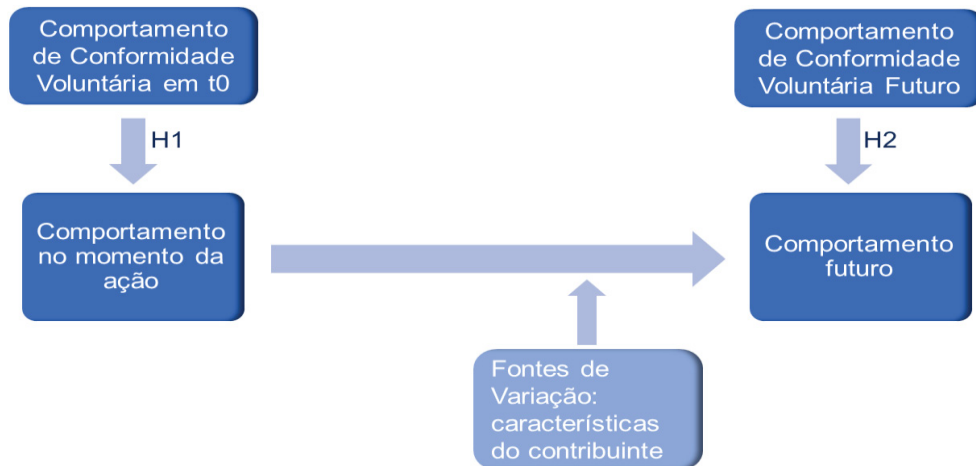 Comportamento
de Conformidade
Voluntária em t0
Comportamento
de Conformidade
Voluntária Futuro
H1
H2
Comportamento
no momento da
ação
Comportamento
futuro
Fontes de
Variação:
características
do contribuinte